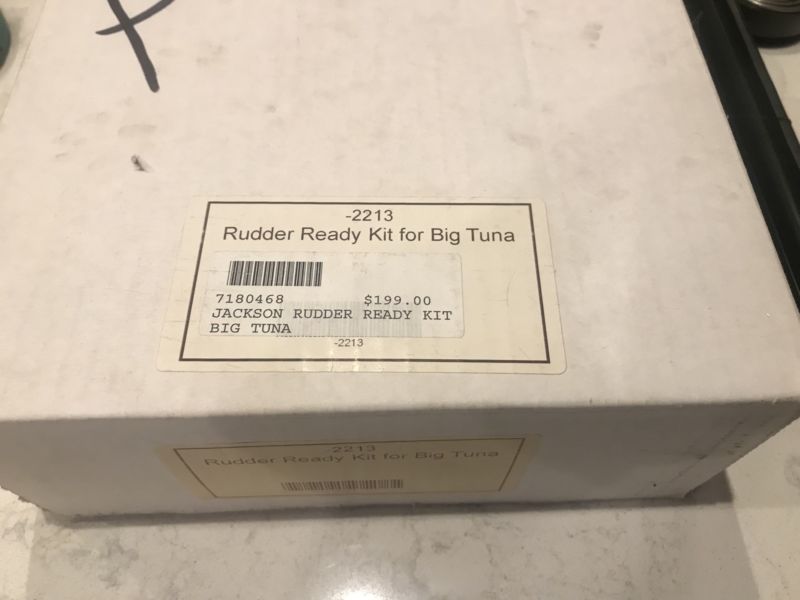 -2213
Rudder Ready Kit for Big Tuna
7180468 $199.00
JACKSON RUDDER READY KIT
BIG TUNA
-2213
-2213
Rudder Ready Kit for Big Tuna